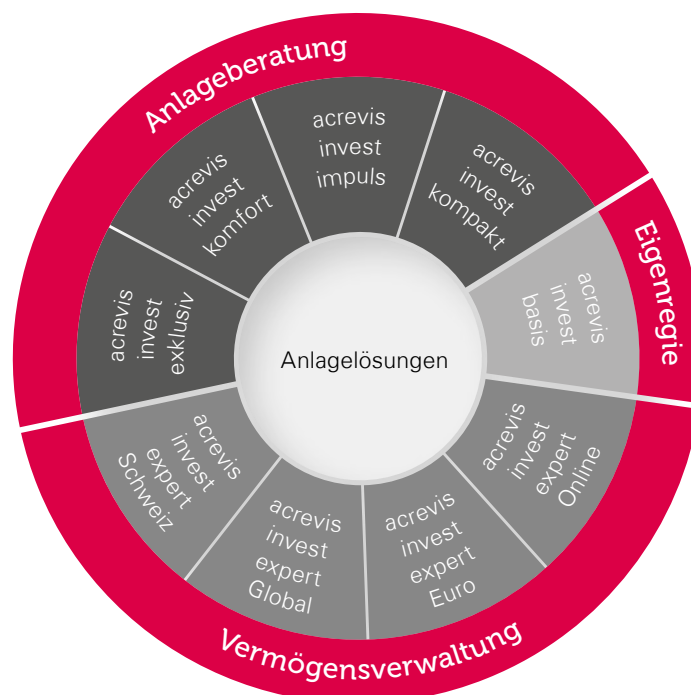 Anlageberatung
acrevis
invest
exklusiv
acrevis
invest
komfort
acrevis
invest
impuls
acrevis
invest
kompakt
Eigenregie
acrevis
invest
basis
Anlagelösungen
acrevis
invest
expert
Schweiz
acrevis
invest
expert
Global
acrevis
invest
expert
Euro
acrevis
invest
expert
Online
Vermögensverwaltung